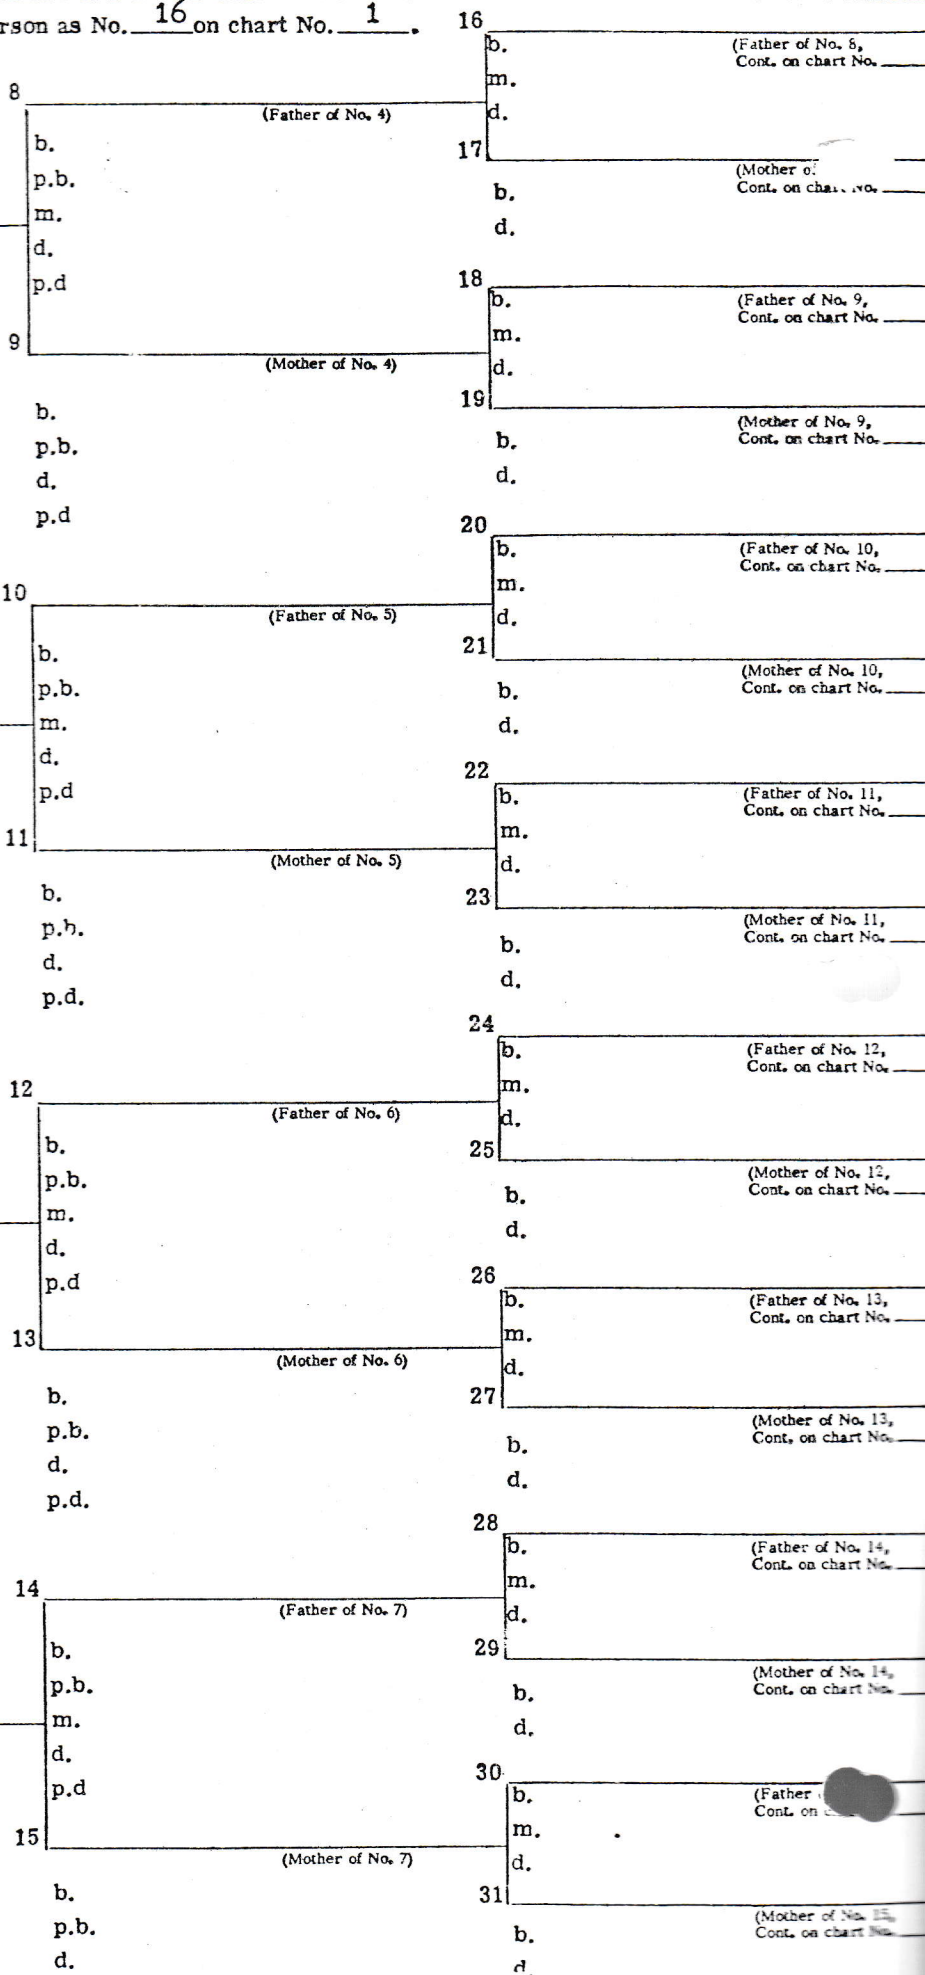 rson as No. 16 on chart No. 1.
16
b.
(Father of No. 8,
Cont. on chart No.
m.
8
(Father of No. 4)
d.
b.
17
(Mother
Cont. on No.
p.b.
b.
m.
d.
d.
p.d
18
b.
(Father of No. 9,
Cont. on chart No.
m.
9
(Mother of No. 4)
d.
19
b.
(Mother of No. 9,
Cont. on chart No.
b.
p.b.
d.
d.
p.d
20
b.
(Father of No. 10,
Cont. on chart No.
m.
10
(Father of No. 5)
d.
21
b.
(Mother of No. 10,
Cont. on chart No.
p.b.
b.
m.
d.
d.
22
p.d
b.
(Father of No. 11,
Cont. on chart No.
m.
11
(Mother of No. 5)
d.
b.
23
(Mother of No. 11,
Cont. on chart No.
p.b.
b.
d.
d.
p.d.
24
b.
(Father of No. 12,
Cont. on chart No.
12
m.
(Father of No. 6)
d.
b.
25
(Mother of No. 12,
Cont. on chart No.
p.b.
b.
m.
d.
d.
26
p.d
b.
(Father of No. 13,
Cont. on chart No.
13
m.
(Mother of No. 6)
d.
b.
27
(Mother of No. 13,
Cont. on chart No.
p.b.
b.
d.
d.
p.d.
28
b.
(Father of No. 14,
Cont. on chart No.
14
m.
(Father of No. 7)
d.
b.
29
(Mother of No. 14,
Cont. on chart No.
p.b.
b.
m.
d.
d.
30
p.d
b.
(Father
Cont. on
m.
15
(Mother of No. 7)
d.
b.
31
(Mother of No. 15,
Cont. on chart No.
p.b.
b.
d.
d.